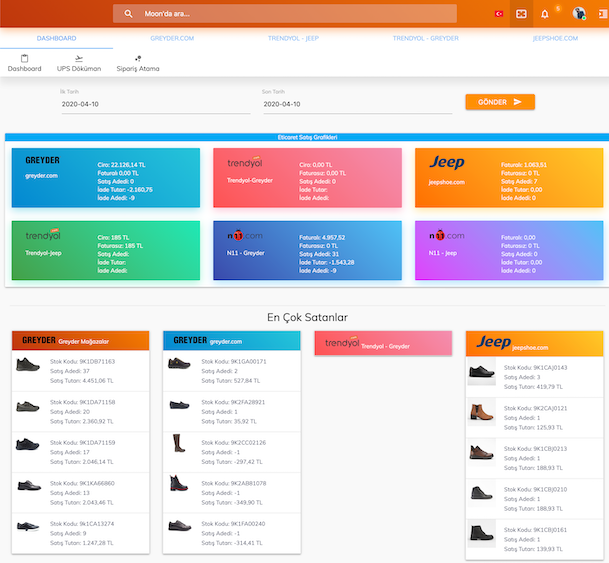 Moon'da ara...
5
DASHBOARD
GREYDER.COM
TRENDYOL - JEEP
TRENDYOL - GREYDER
JEEPSHOE.COM
Dashboard
UPS Döküman
Sipariş Atama
İlk Tarih
2020-04-10
Son Tarih
2020-04-10
GÖNDER
Eticaret Satış Grafikleri
GREYDER
greyder.com
Ciro: 22.126,14 TL
Faturalı 0,00 TL
Satış Adedi: 0
İade Tutar: -2.160,75
İade Adedi: -9
trendyol
Trendyol-Greyder
Ciro: 0,00 TL
Faturasız: 0,00 TL
Satış Adedi: 0
İade Tutar:
İade Adedi:
Jeep
jeepshoe.com
Faturalı: 1.063,51
Faturasız: 0 TL
Satış Adedi: 7
İade Tutar: 0,00
İade Adedi: 0
trendyol
Trendyol-Jeep
Ciro: 185 TL
Faturasız: 185 TL
Satış Adedi:
İade Tutar:
İade Adedi:
n11.com
N11 - Greyder
Faturalı: 4.957,52
Faturasız: 0 TL
Satış Adedi: 31
İade Tutar: -1.543,28
İade Adedi: -9
n11.com
N11 - jeep
Faturalı: 0,00
Faturasız: 0 TL
Satış Adedi: 0
İade Tutar: 0,00
İade Adedi: 0
En Çok Satanlar
GREYDER Greyder Mağazalar
Stok Kodu: 9K1DB71163
Satış Adedi: 37
Satış Tutarı: 4.451,06 TL
Stok Kodu: 9K1DA71158
Satış Adedi: 20
Satış Tutarı: 2.360,92 TL
Stok Kodu: 9K1DA71159
Satış Adedi: 17
Satış Tutarı: 2.046,14 TL
Stok Kodu: 9K1KA66860
Satış Adedi: 13
Satış Tutarı: 2.043,46 TL
Stok Kodu: 9k1CA13274
Satış Adedi: 9
Satış Tutarı: 1.247,28 TL
GREYDER greyder.com
Stok Kodu: 9K1GA00171
Satış Adedi: 2
Satış Tutarı: 527,84 TL
Stok Kodu: 9K2FA28921
Satış Adedi: 1
Satış Tutarı: 35,92 TL
Stok Kodu: 9K2CC02126
Satış Adedi: -1
Satış Tutarı: -297,42 TL
Stok Kodu: 9K2AB81078
Satış Adedi: -1
Satış Tutarı: -349,90 TL
Stok Kodu: 9K1FA00240
Satış Adedi: -1
Satış Tutarı: -314,41 TL
trendyol Trendyol - Greyder
Jeep jeepshoe.com
Stok Kodu: 9K1CAJ0143
Satış Adedi: 3
Satış Tutarı: 419,79 TL
Stok Kodu: 9K2CAJ0121
Satış Adedi: 1
Satış Tutarı: 125,93 TL
Stok Kodu: 9K1CBJ0213
Satış Adedi: 1
Satış Tutarı: 188,93 TL
Stok Kodu: 9K1CBJ0210
Satış Adedi: 1
Satış Tutarı: 188,93 TL
Stok Kodu: 9K1CBJ0161
Satış Adedi: 1
Satış Tutarı: 139,93 TL